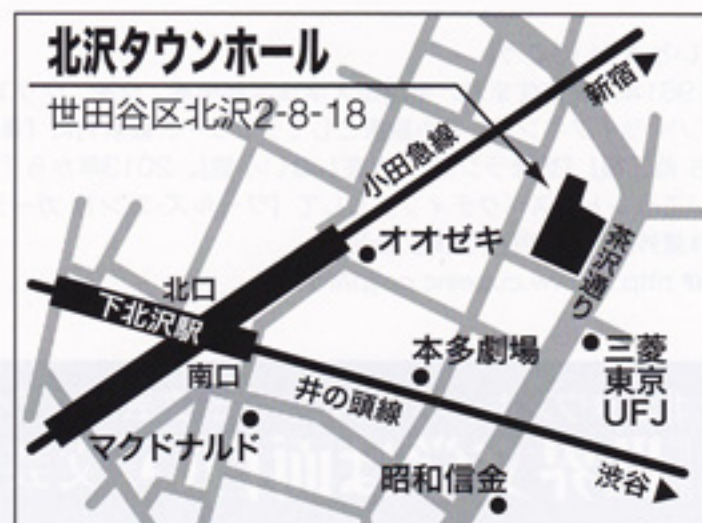 北沢タウンホール
世田谷区北沢2-8-18
新宿▶
小田急線
オオゼキ
茶沢通り
北口
下北沢駅
本多劇場
三菱
東京
UFJ
南口
井の頭線
マクドナルド
昭和信金
渋谷▶